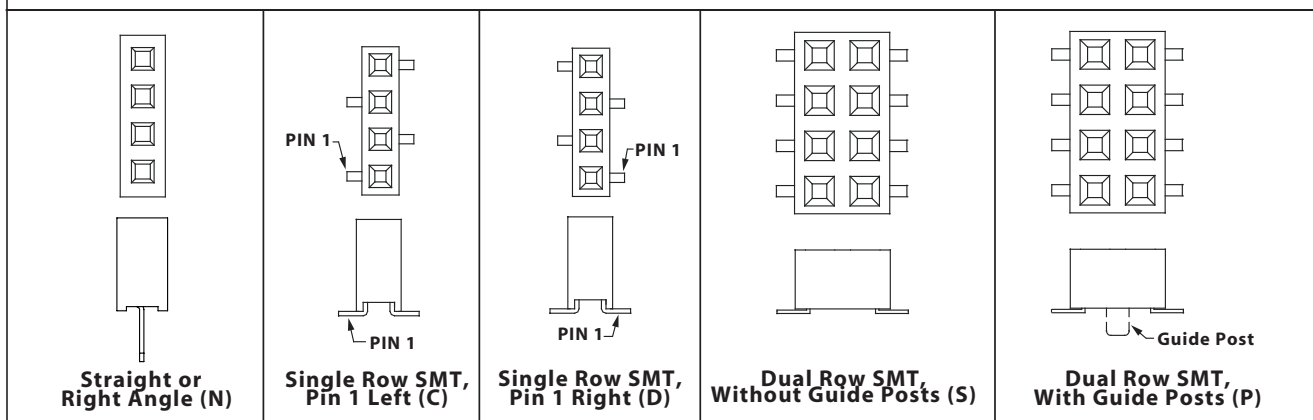 PIN 1
PIN 1
PIN 1
PIN 1
Guide Post
Straight or
Right Angle (N)
Single Row SMT,
Pin 1 Left (C)
Single Row SMT,
Pin 1 Right (D)
Dual Row SMT,
Without Guide Posts (S)
Dual Row SMT,
With Guide Posts (P)